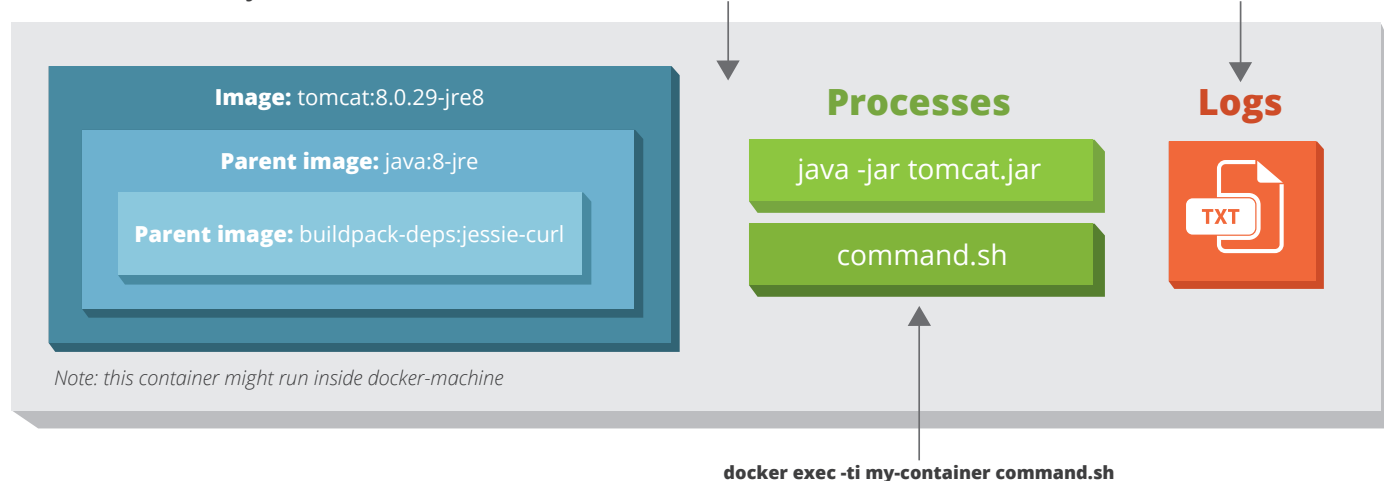 Image: tomcat:8.0.29-jre8
Parent image: java:8-jre
Parent image: buildpack-deps:jessie-curl
Note: this container might run inside docker-machine
Processes
java -jar tomcat.jar
command.sh
Logs
TXT
docker exec -ti my-container command.sh